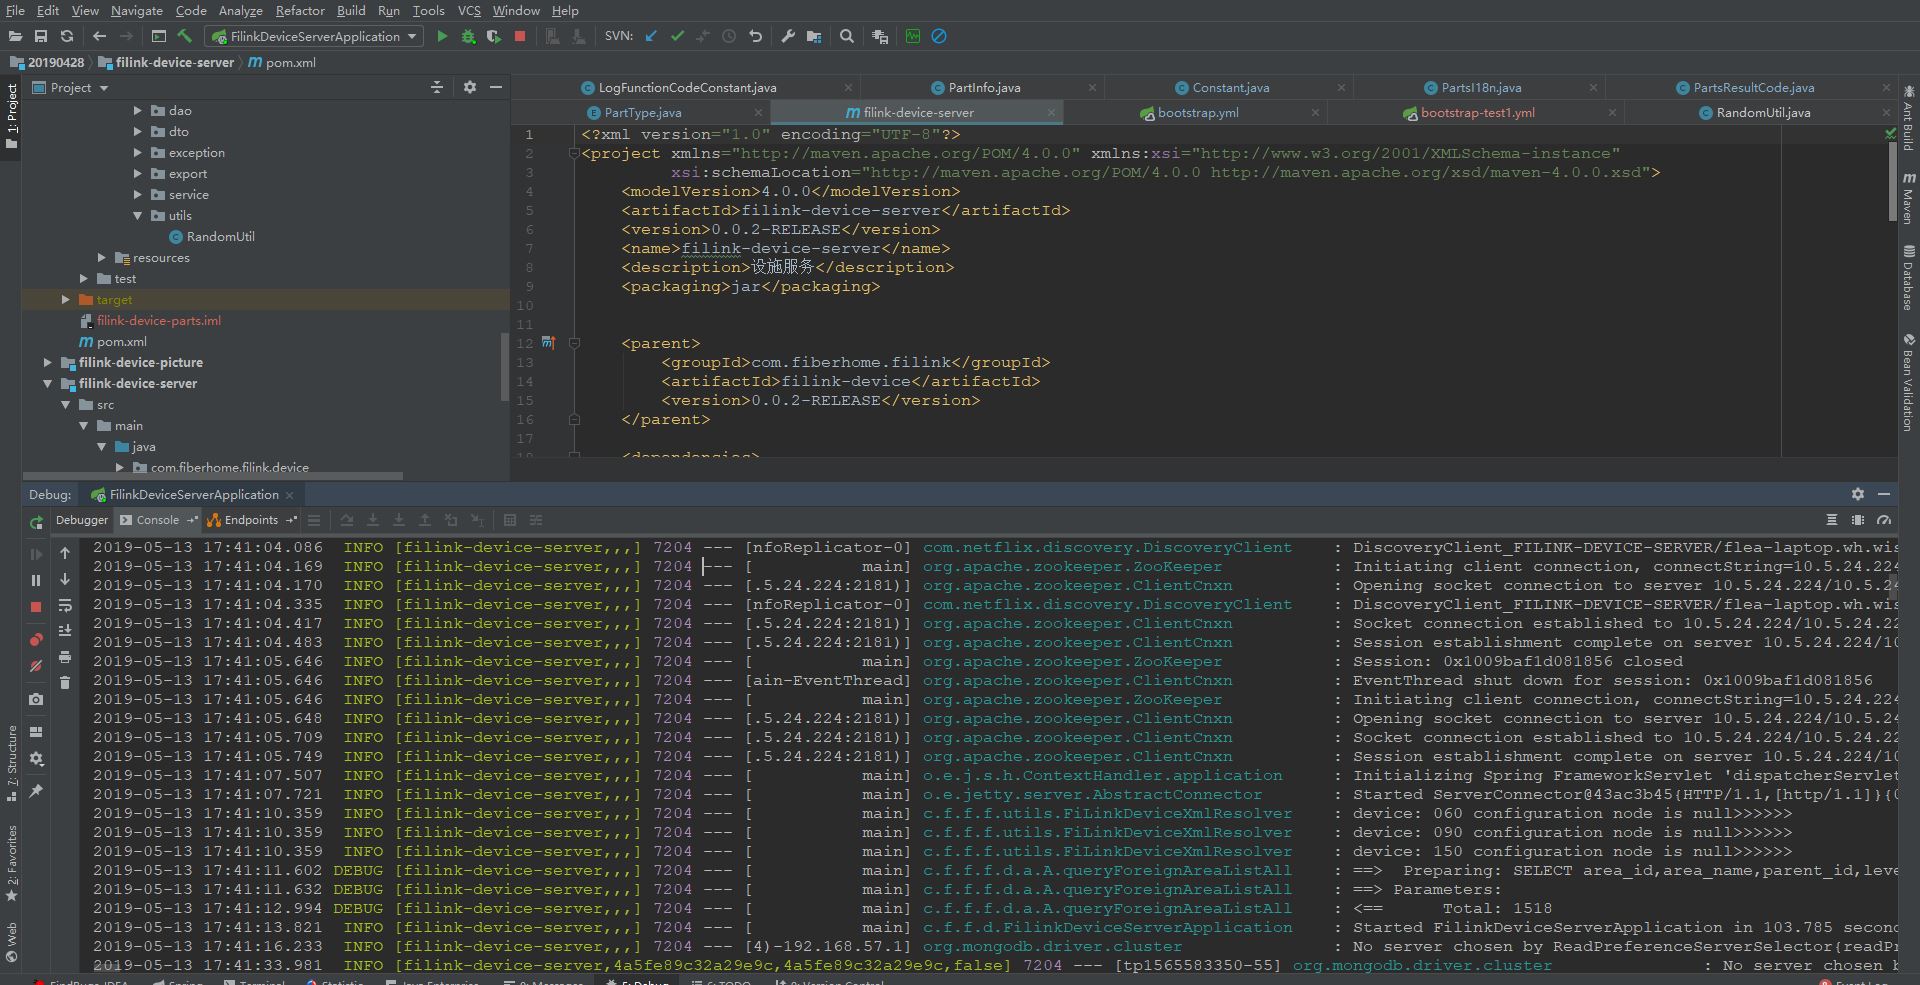 File Edit View Navigate Code Analyze Refactor Build Run Tools VCS Window Help
FilinkDeviceServerApplication SVN:
20190428 filink-device-server pom.xml
1: Project
Project
LogFunctionCodeConstant.java PartInfo.java Constant.java PartsI18n.java PartsResultCode.java
PartType.java filink-device-server bootstrap.yml bootstrap-test1.yml RandomUtil.java
dao
dto
exception
export
service
utils
RandomUtil
resources
test
target
filink-device-parts.iml
pom.xml
filink-device-picture
filink-device-server
src
main
java
com.fiberhome.filink.device
1 <?xml version="1.0" encoding="UTF-8"?>
2 <project xmlns="http://maven.apache.org/POM/4.0.0" xmlns:xsi="http://www.w3.org/2001/XMLSchema-instance"
3 xsi:schemaLocation="http://maven.apache.org/POM/4.0.0 http://maven.apache.org/xsd/maven-4.0.0.xsd">
4 <modelVersion>4.0.0</modelVersion>
5 <artifactId>filink-device-server</artifactId>
6 <version>0.0.2-RELEASE</version>
7 <name>filink-device-server</name>
8 <description>设施服务</description>
9 <packaging>jar</packaging>
10
11
12 <parent>
13 <groupId>com.fiberhome.filink</groupId>
14 <artifactId>filink-device</artifactId>
15 <version>0.0.2-RELEASE</version>
16 </parent>
17
18 <dependencies>
Ant Build
Maven
Database
Bean Validation
Debug: FilinkDeviceServerApplication
Debugger Console Endpoints
2019-05-13 17:41:04.086 INFO [filink-device-server,,,] 7204 --- [nfoReplicator-0] com.netflix.discovery.DiscoveryClient : DiscoveryClient_FILINK-DEVICE-SERVER/flea-laptop.wh.wis
2019-05-13 17:41:04.169 INFO [filink-device-server,,,] 7204 --- [ main] org.apache.zookeeper.ZooKeeper : Initiating client connection, connectString=10.5.24.224
2019-05-13 17:41:04.170 INFO [filink-device-server,,,] 7204 --- [.5.24.224:2181)] org.apache.zookeeper.ClientCnxn : Opening socket connection to server 10.5.24.224/10.5.24
2019-05-13 17:41:04.335 INFO [filink-device-server,,,] 7204 --- [nfoReplicator-0] com.netflix.discovery.DiscoveryClient : DiscoveryClient_FILINK-DEVICE-SERVER/flea-laptop.wh.wis
2019-05-13 17:41:04.417 INFO [filink-device-server,,,] 7204 --- [.5.24.224:2181)] org.apache.zookeeper.ClientCnxn : Socket connection established to 10.5.24.224/10.5.24.22
2019-05-13 17:41:04.483 INFO [filink-device-server,,,] 7204 --- [.5.24.224:2181)] org.apache.zookeeper.ClientCnxn : Session establishment complete on server 10.5.24.224/10
2019-05-13 17:41:05.646 INFO [filink-device-server,,,] 7204 --- [ main] org.apache.zookeeper.ZooKeeper : Session: 0x1009baf1d081856 closed
2019-05-13 17:41:05.646 INFO [filink-device-server,,,] 7204 --- [ain-EventThread] org.apache.zookeeper.ClientCnxn : EventThread shut down for session: 0x1009baf1d081856
2019-05-13 17:41:05.646 INFO [filink-device-server,,,] 7204 --- [ main] org.apache.zookeeper.ZooKeeper : Initiating client connection, connectString=10.5.24.224
2019-05-13 17:41:05.648 INFO [filink-device-server,,,] 7204 --- [.5.24.224:2181)] org.apache.zookeeper.ClientCnxn : Opening socket connection to server 10.5.24.224/10.5.24
2019-05-13 17:41:05.709 INFO [filink-device-server,,,] 7204 --- [.5.24.224:2181)] org.apache.zookeeper.ClientCnxn : Socket connection established to 10.5.24.224/10.5.24.22
2019-05-13 17:41:05.749 INFO [filink-device-server,,,] 7204 --- [.5.24.224:2181)] org.apache.zookeeper.ClientCnxn : Session establishment complete on server 10.5.24.224/10
2019-05-13 17:41:07.507 INFO [filink-device-server,,,] 7204 --- [ main] o.e.j.s.h.ContextHandler.application : Initializing Spring FrameworkServlet 'dispatcherServlet
2019-05-13 17:41:07.721 INFO [filink-device-server,,,] 7204 --- [ main] o.e.jetty.server.AbstractConnector : Started ServerConnector@43ac3b45{HTTP/1.1,[http/1.1]}{0
2019-05-13 17:41:10.359 INFO [filink-device-server,,,] 7204 --- [ main] c.f.f.f.utils.FiLinkDeviceXmlResolver : device: 060 configuration node is null>>>>>>
2019-05-13 17:41:10.359 INFO [filink-device-server,,,] 7204 --- [ main] c.f.f.f.utils.FiLinkDeviceXmlResolver : device: 090 configuration node is null>>>>>>
2019-05-13 17:41:10.359 INFO [filink-device-server,,,] 7204 --- [ main] c.f.f.f.utils.FiLinkDeviceXmlResolver : device: 150 configuration node is null>>>>>>
2019-05-13 17:41:11.602 DEBUG [filink-device-server,,,] 7204 --- [ main] c.f.f.f.d.a.A.queryForeignAreaListAll : ==> Preparing: SELECT area_id,area_name,parent_id,leve
2019-05-13 17:41:11.632 DEBUG [filink-device-server,,,] 7204 --- [ main] c.f.f.f.d.a.A.queryForeignAreaListAll : ==> Parameters:
2019-05-13 17:41:12.994 DEBUG [filink-device-server,,,] 7204 --- [ main] c.f.f.f.d.a.A.queryForeignAreaListAll : <== Total: 1518
2019-05-13 17:41:13.821 INFO [filink-device-server,,,] 7204 --- [ main] c.f.f.d.FilinkDeviceServerApplication : Started FilinkDeviceServerApplication in 103.785 second
2019-05-13 17:41:16.233 INFO [filink-device-server,,,] 7204 --- [4)-192.168.57.1] org.mongodb.driver.cluster : No server chosen by ReadPreferenceServerSelector{readPr
2019-05-13 17:41:33.981 INFO [filink-device-server,4a5fe89c32a29e9c,4a5fe89c32a29e9c,false] 7204 --- [tp1565583350-55] org.mongodb.driver.cluster : No server chosen b
7: Structure
2: Favorites
Web
FindBugs-IDEA Spring Terminal Statistic Java Enterprise 0: Messages 5: Debug 6: TODO 9: Version Control Event Log